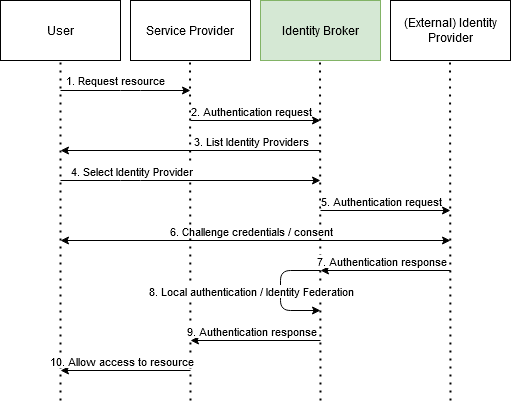 User
Service Provider
Identity Broker
(External) Identity
Provider
1. Request resource
2. Authentication request
3. List Identity Providers
4. Select Identity Provider
5. Authentication request
6. Challenge credentials / consent
7. Authentication response
8. Local authentication / Identity Federation
9. Authentication response
10. Allow access to resource